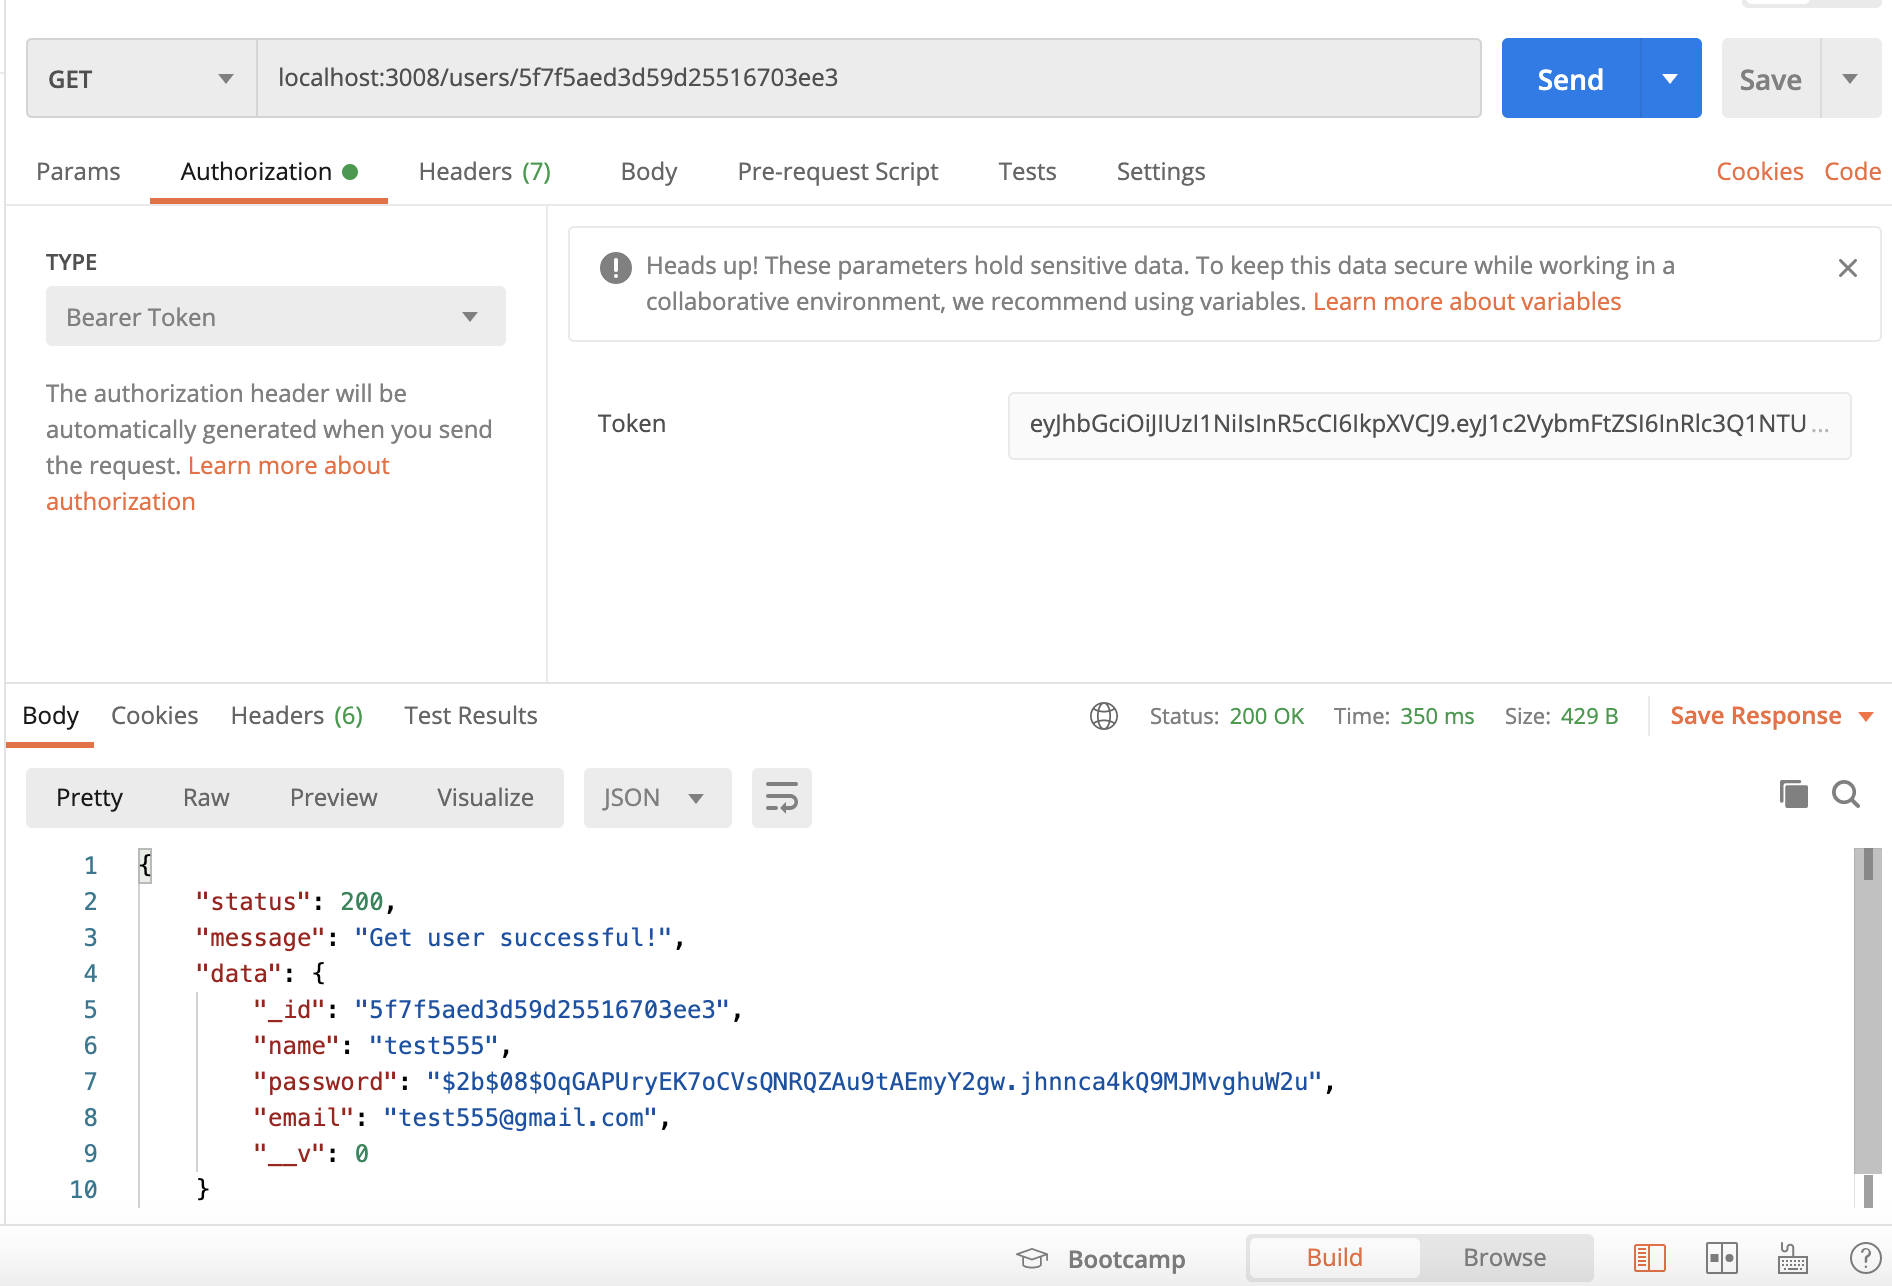 GET
localhost:3008/users/5f7f5aed3d59d25516703ee3
Send
Save
Params
Authorization
Headers (7)
Body
Pre-request Script
Tests
Settings
Cookies
Code
TYPE
Bearer Token
The authorization header will be
automatically generated when you send
the request. Learn more about
authorization
Heads up! These parameters hold sensitive data. To keep this data secure while working in a
collaborative environment, we recommend using variables. Learn more about variables
Token
eyJhbGciOiJIUzI1NiIsInR5cCI6IkpXVCJ9.eyJ1c2VybmFtZSI6InRlc3Q1NTU ...
Body
Cookies
Headers (6)
Test Results
Status: 200 OK
Time: 350 ms
Size: 429 B
Save Response
Pretty
Raw
Preview
Visualize
JSON
1 {
2 "status": 200,
3 "message": "Get user successful!",
4 "data": {
5 "_id": "5f7f5aed3d59d25516703ee3",
6 "name": "test555",
7 "password": "$2b$08$OqGAPUryEK7oCVsQNRQZAu9tAEmyY2gw.jhnnca4kQ9MJMvghuW2u",
8 "email": "test555@gmail.com",
9 "__v": 0
10 }
Bootcamp
Build
Browse